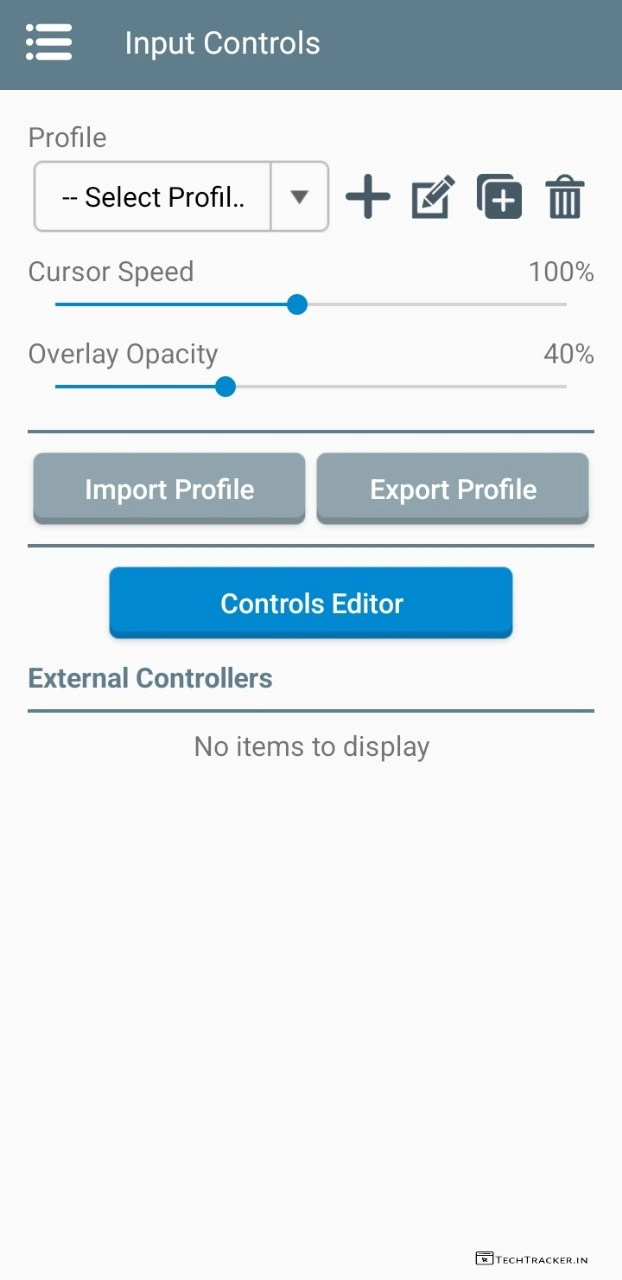 Input Controls
Profile
-- Select Profil..
Cursor Speed 100%
Overlay Opacity 40%
Import Profile Export Profile
Controls Editor
External Controllers
No items to display
TECHTRACKER.IN